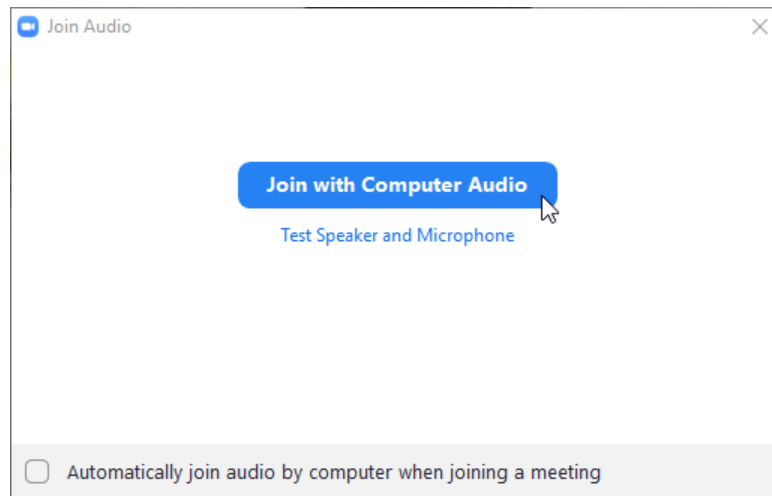 Join Audio
Join with Computer Audio
Test Speaker and Microphone
Automatically join audio by computer when joining a meeting